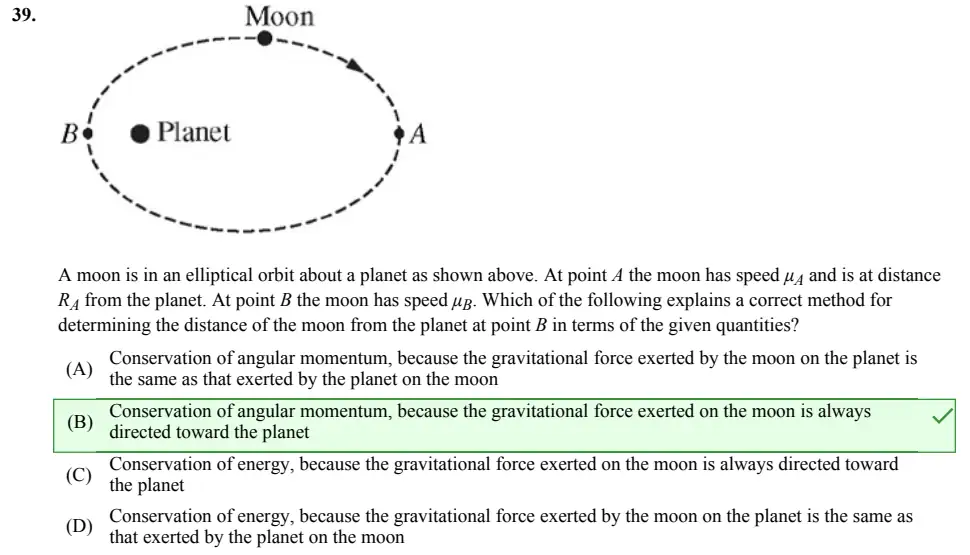 39.
Moon
B
Planet
A
A moon is in an elliptical orbit about a planet as shown above. At point A the moon has speed μA and is at distance
RA from the planet. At point B the moon has speed μB. Which of the following explains a correct method for
determining the distance of the moon from the planet at point B in terms of the given quantities?
(A) Conservation of angular momentum, because the gravitational force exerted by the moon on the planet is
the same as that exerted by the planet on the moon
(B) Conservation of angular momentum, because the gravitational force exerted on the moon is always
directed toward the planet
(C) Conservation of energy, because the gravitational force exerted on the moon is always directed toward
the planet
(D) Conservation of energy, because the gravitational force exerted by the moon on the planet is the same as
that exerted by the planet on the moon